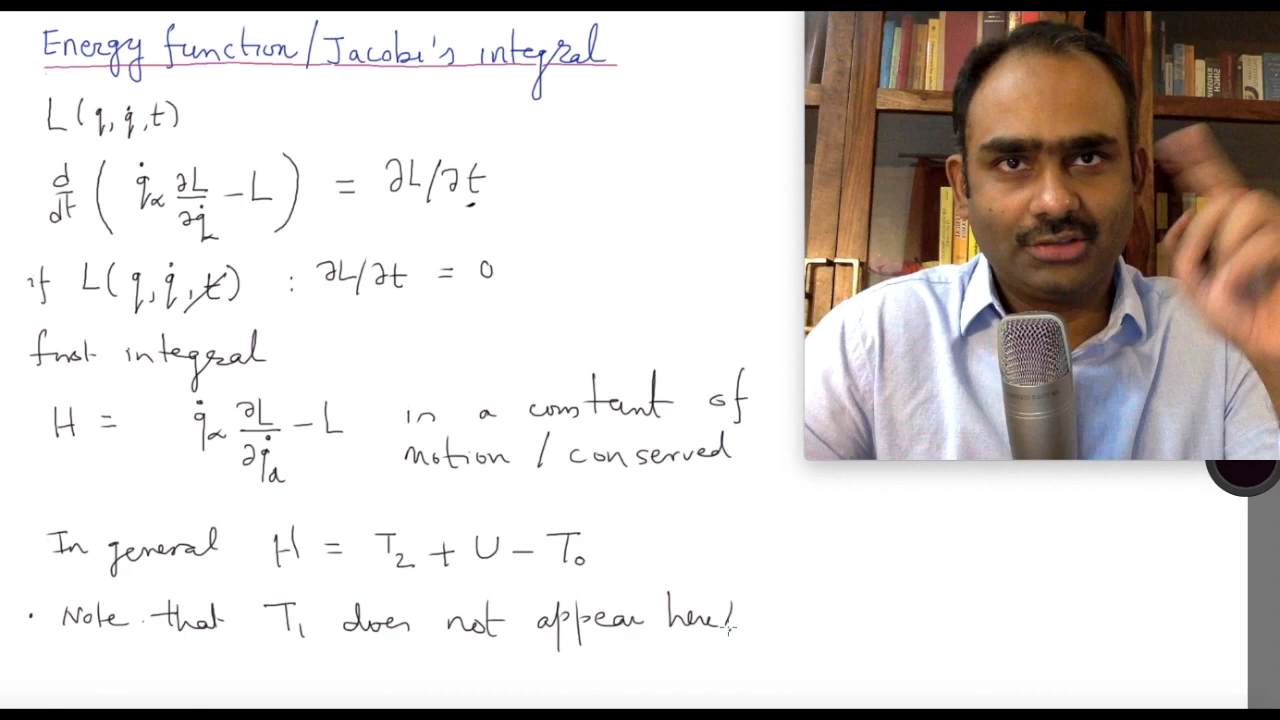 Energy function/Jacobi's integral
L(q, q̇, t)
d/dt ( q̇α ∂L/∂q̇ − L ) = ∂L/∂t
if L(q, q̇, t) : ∂L/∂t = 0
first integral
H = q̇α ∂L/∂q̇α − L in a constant of
motion / conserved
In general H = T₂ + U − T₀
· Note that T₁ does not appear here!